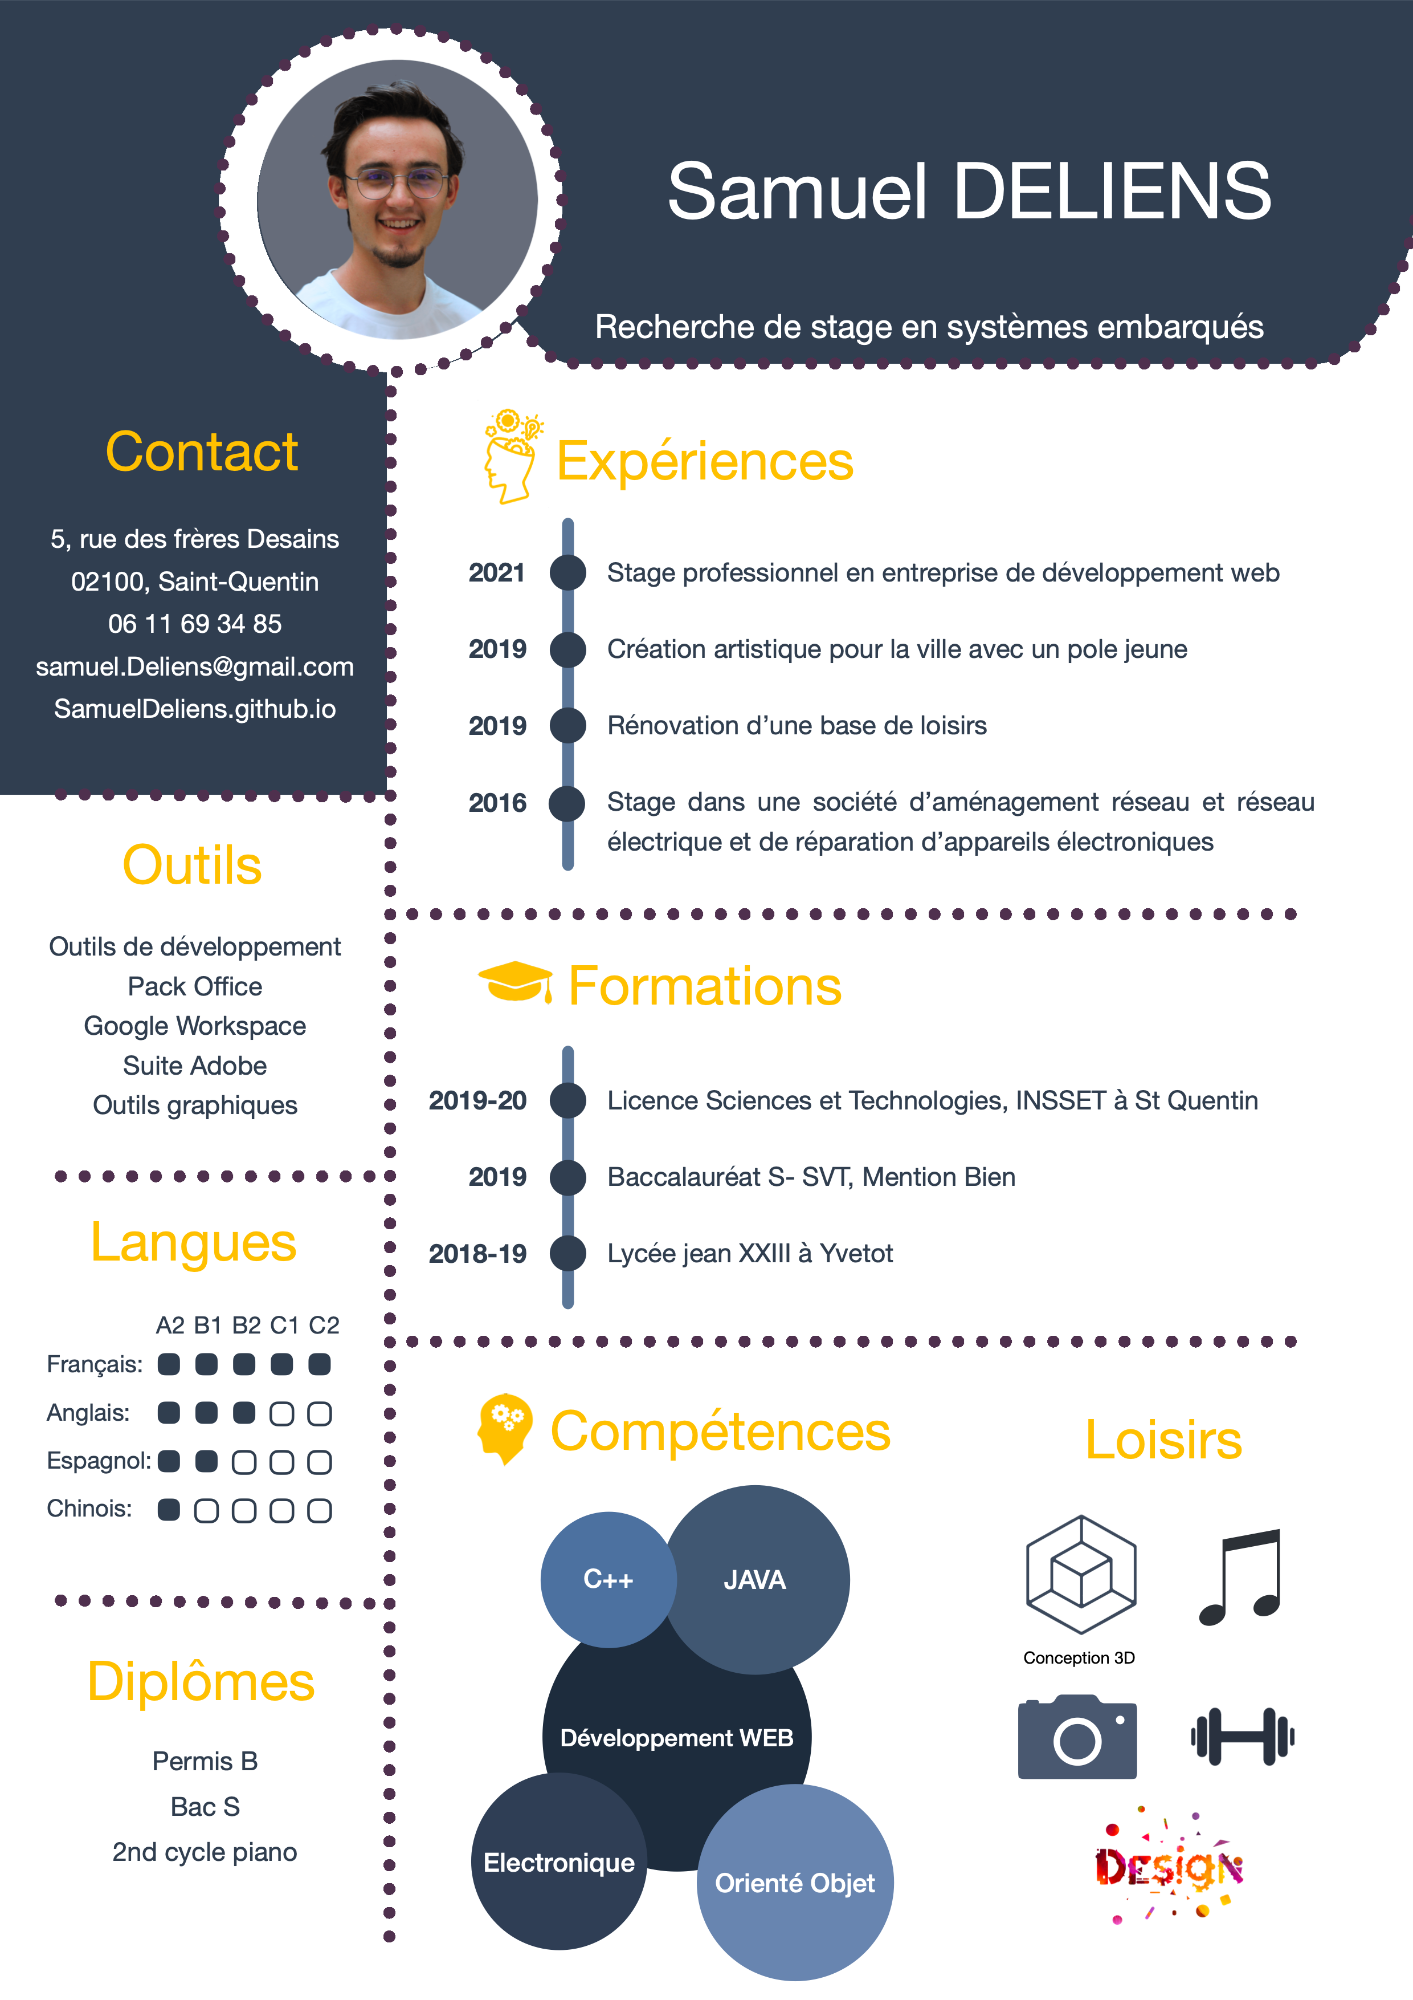 Samuel DELIENS
Recherche de stage en systèmes embarqués
Contact
5, rue des frères Desains
02100, Saint-Quentin
06 11 69 34 85
samuel.Deliens@gmail.com
SamuelDeliens.github.io
Outils
Outils de développement
Pack Office
Google Workspace
Suite Adobe
Outils graphiques
Langues
A2 B1 B2 C1 C2
Français:
Anglais:
Espagnol:
Chinois:
Diplômes
Permis B
Bac S
2nd cycle piano
Expériences
2021 Stage professionnel en entreprise de développement web
2019 Création artistique pour la ville avec un pole jeune
2019 Rénovation d’une base de loisirs
2016 Stage dans une société d’aménagement réseau et réseau
électrique et de réparation d’appareils électroniques
Formations
2019-20 Licence Sciences et Technologies, INSSET à St Quentin
2019 Baccalauréat S- SVT, Mention Bien
2018-19 Lycée jean XXIII à Yvetot
Compétences
C++
JAVA
Développement WEB
Electronique
Orienté Objet
Loisirs
Conception 3D
DESIGN